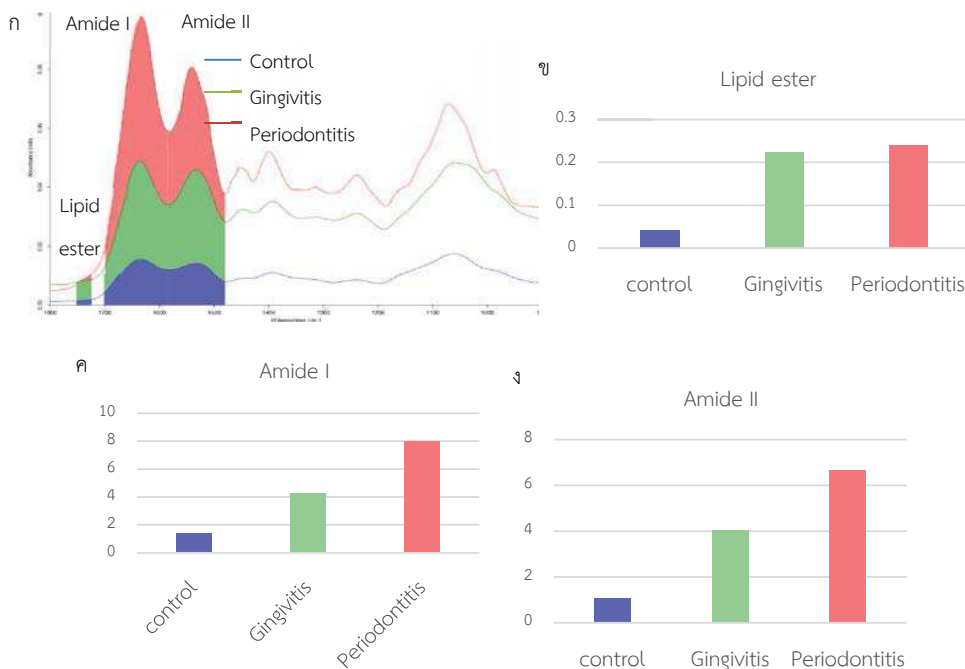 ก
Amide I
Amide II
Control
Gingivitis
Periodontitis
Lipid
ester
ข
Lipid ester
0.3
0.2
0.1
0
control Gingivitis Periodontitis
ค
Amide I
10
8
6
4
2
0
control
Gingivitis
Periodontitis
ง
Amide II
8
6
4
2
0
control Gingivitis Periodontitis